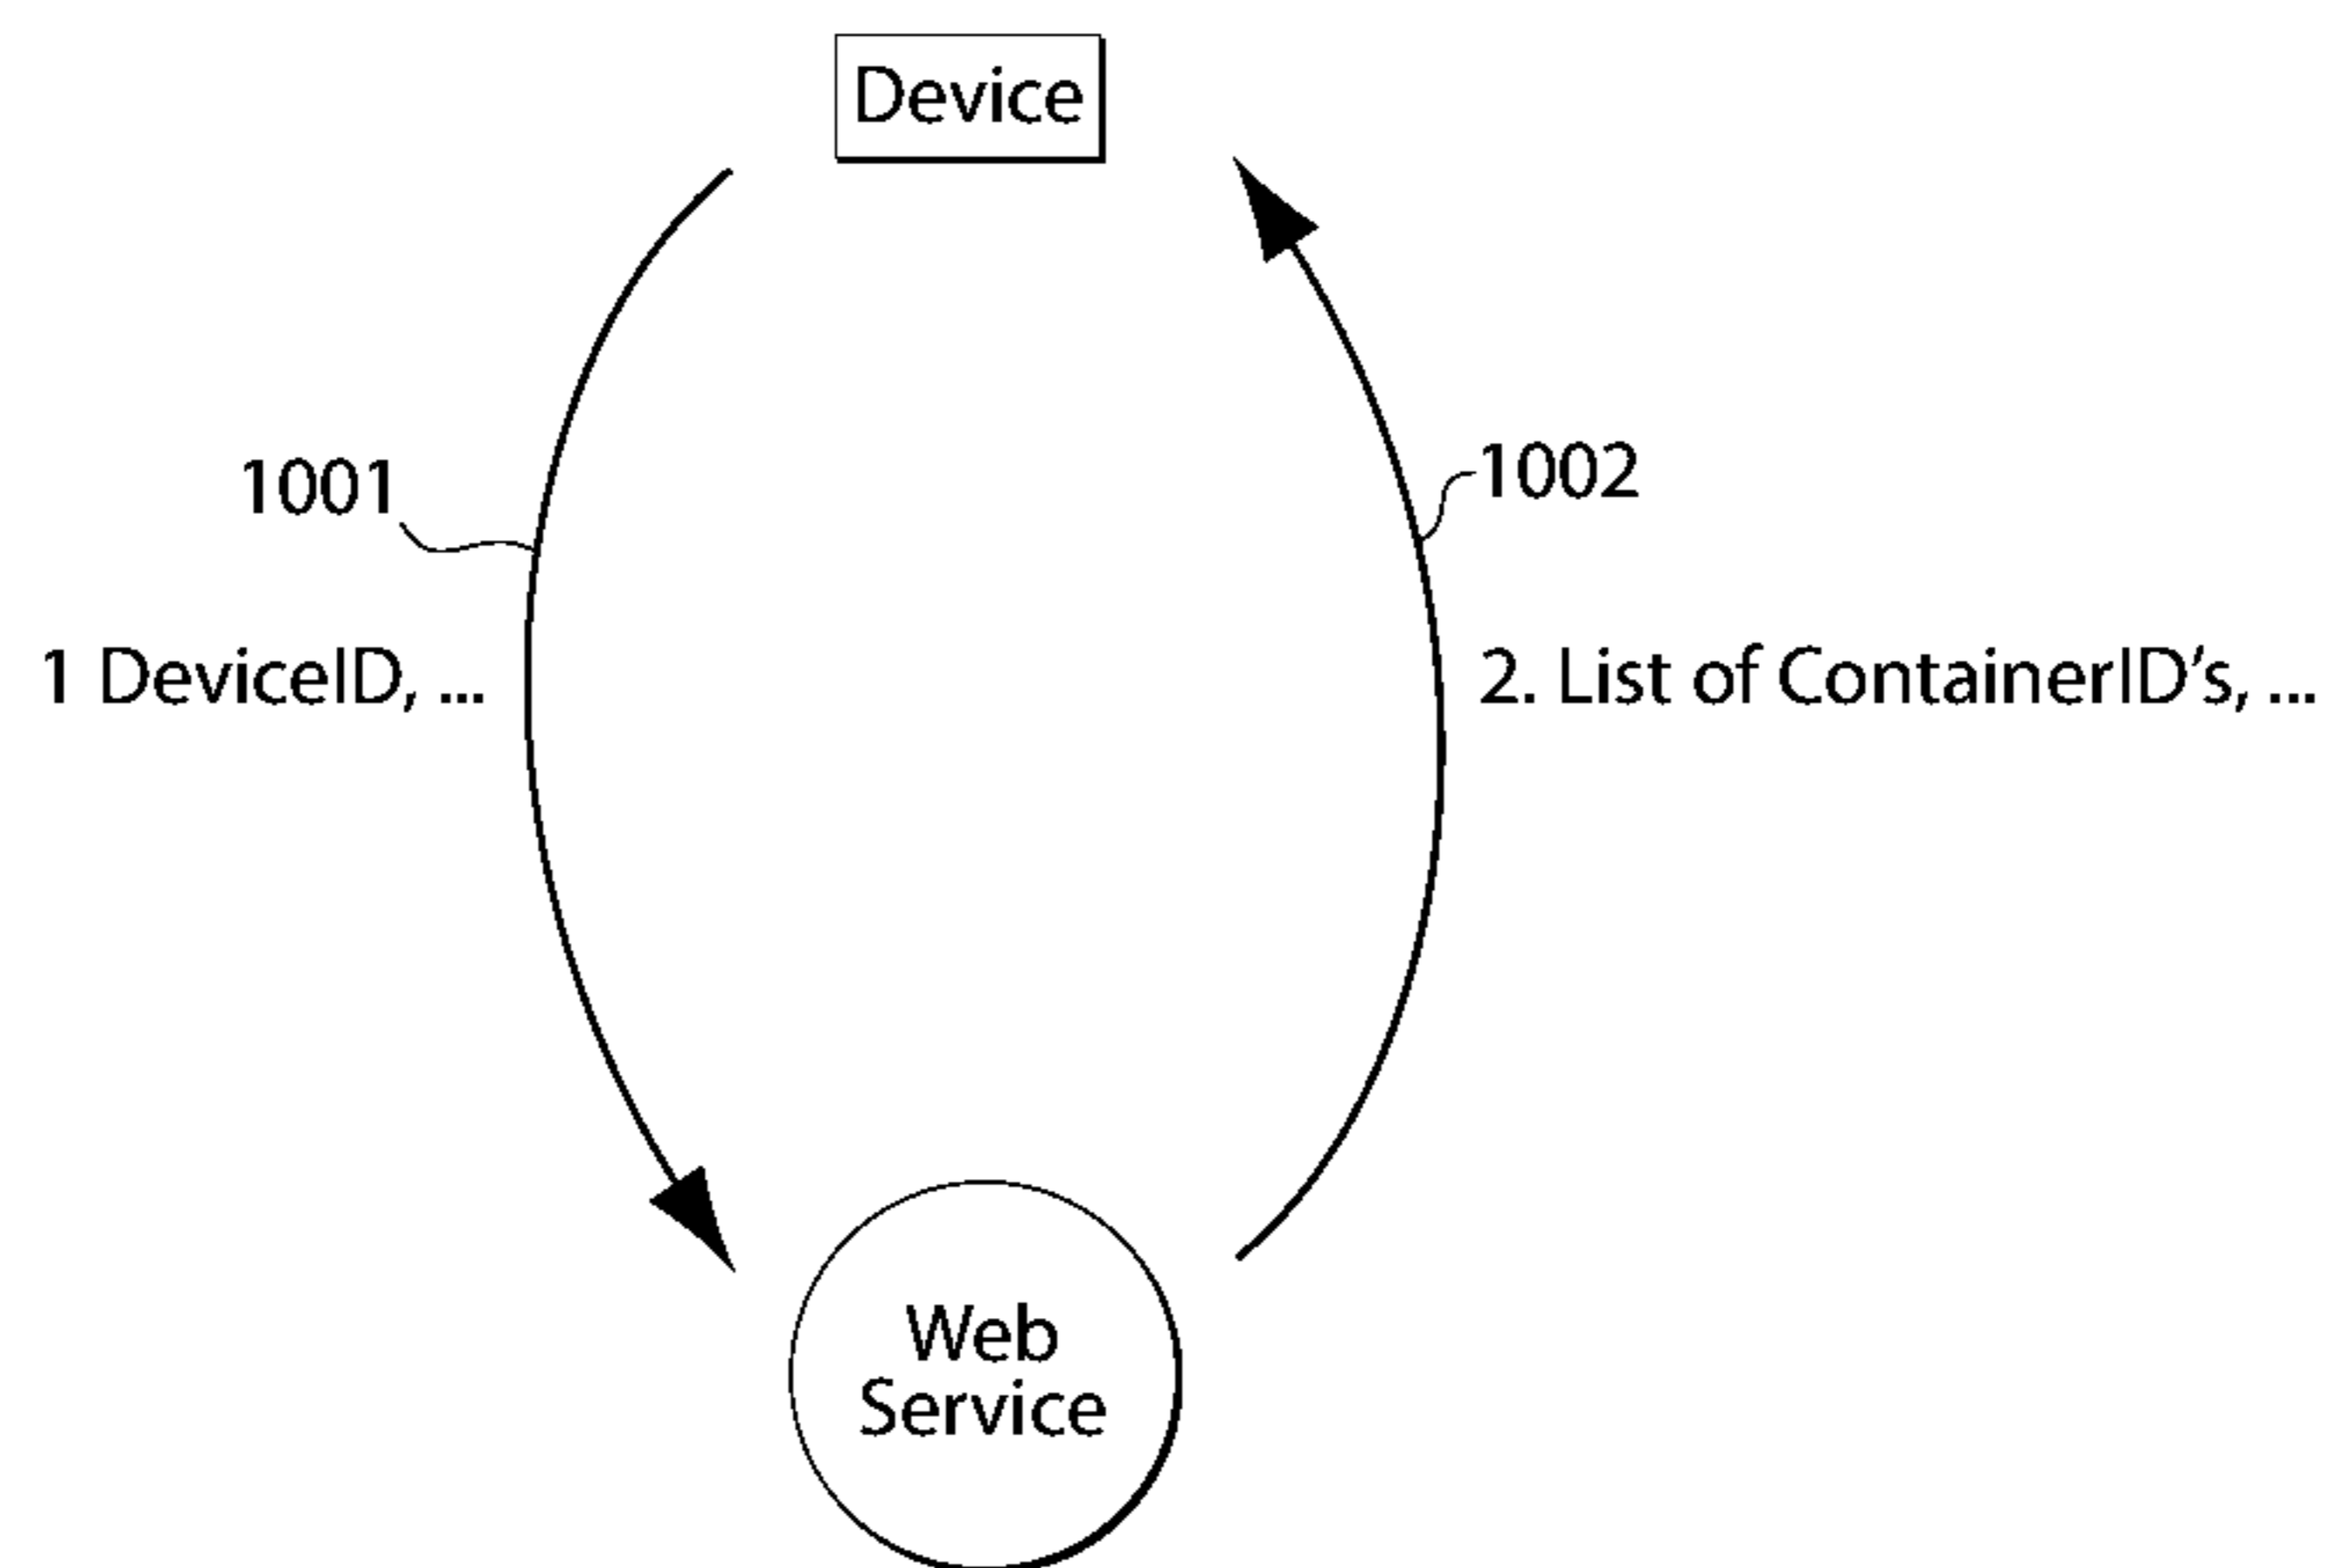 Device
1001
1002
1 DeviceID, ...
2. List of ContainerID’s, ...
Web
Service